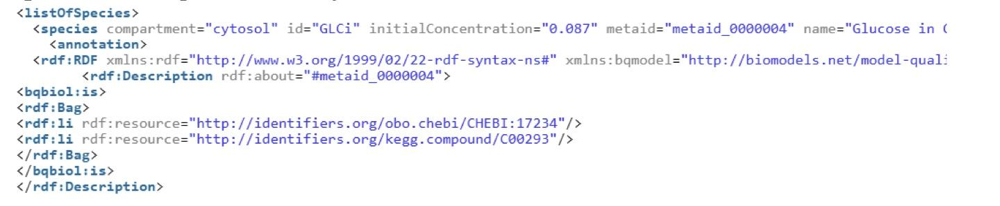 <listOfSpecies>
<species compartment="cytosol" id="GLCi" initialConcentration="0.087" metaid="metaid_0000004" name="Glucose in
<annotation>
<rdf:RDF xmlns:rdf="http://www.w3.org/1999/02/22-rdf-syntax-ns#" xmlns:bqmodel="http://biomodels.net/model-quali
<rdf:Description rdf:about="#metaid_0000004">
<bqbiol:is>
<rdf:Bag>
<rdf:li rdf:resource="http://identifiers.org/obo.chebi/CHEBI:17234"/>
<rdf:li rdf:resource="http://identifiers.org/kegg.compound/C00293"/>
</rdf:Bag>
</bqbiol:is>
</rdf:Description>